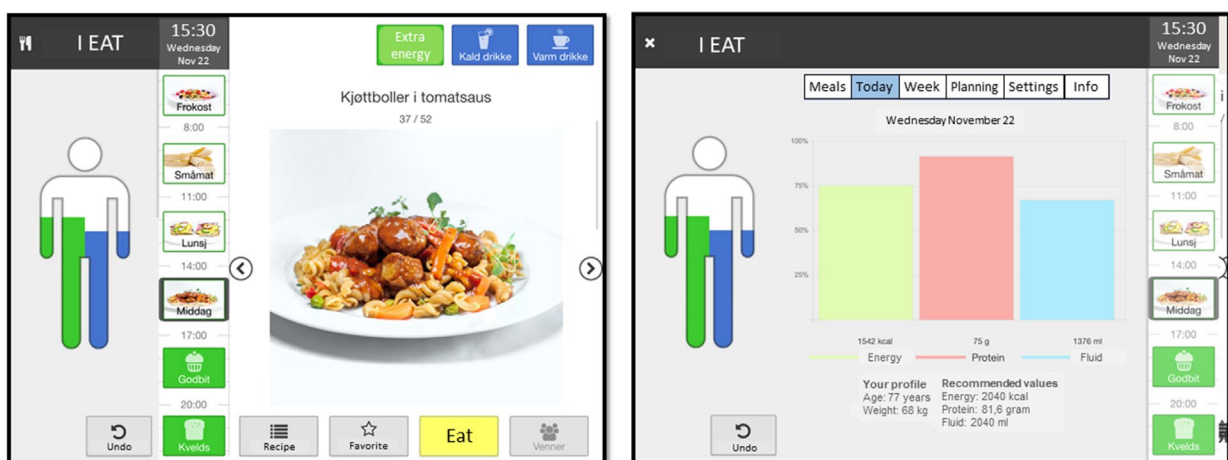 I EAT
15:30
Wednesday
Nov 22
Extra
energy
Kald drikke
Varm drikke
Frokost
8:00
Småmat
11:00
Lunsj
14:00
Middag
17:00
Godbit
20:00
Kvelds
Kjøttboller i tomatsaus
37 / 52
Undo
Recipe
Favorite
Eat
Venner
I EAT
15:30
Wednesday
Nov 22
Meals
Today
Week
Planning
Settings
Info
Wednesday November 22
100%
75%
50%
25%
1542 kcal
75 g
1376 ml
Energy
Protein
Fluid
Your profile
Age: 77 years
Weight: 68 kg
Recommended values
Energy: 2040 kcal
Protein: 81,6 gram
Fluid: 2040 ml
Undo
Frokost
8:00
Småmat
11:00
Lunsj
14:00
Middag
17:00
Godbit
20:00
Kvelds